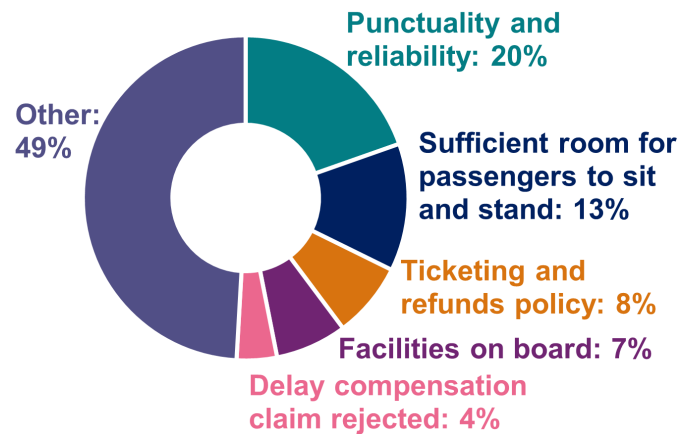 Punctuality and
reliability: 20%
Other:
49%
Sufficient room for
passengers to sit
and stand: 13%
Ticketing and
refunds policy: 8%
Facilities on board: 7%
Delay compensation
claim rejected: 4%